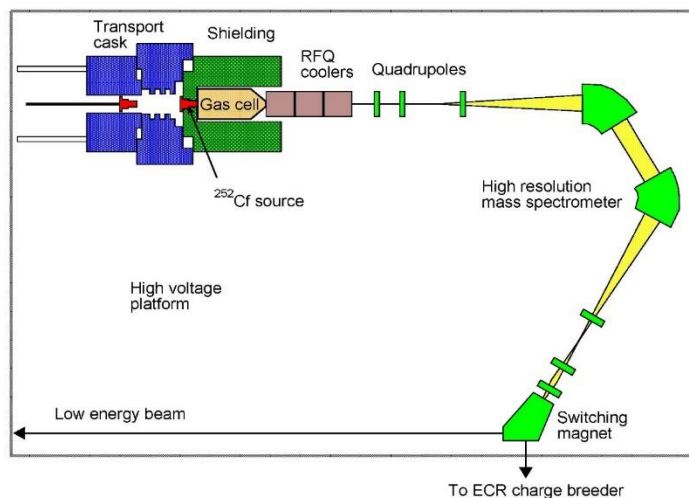 Transport
cask
Shielding
RFQ
coolers
Quadrupoles
Gas cell
252Cf source
High resolution
mass spectrometer
High voltage
platform
Low energy beam
Switching
magnet
To ECR charge breeder